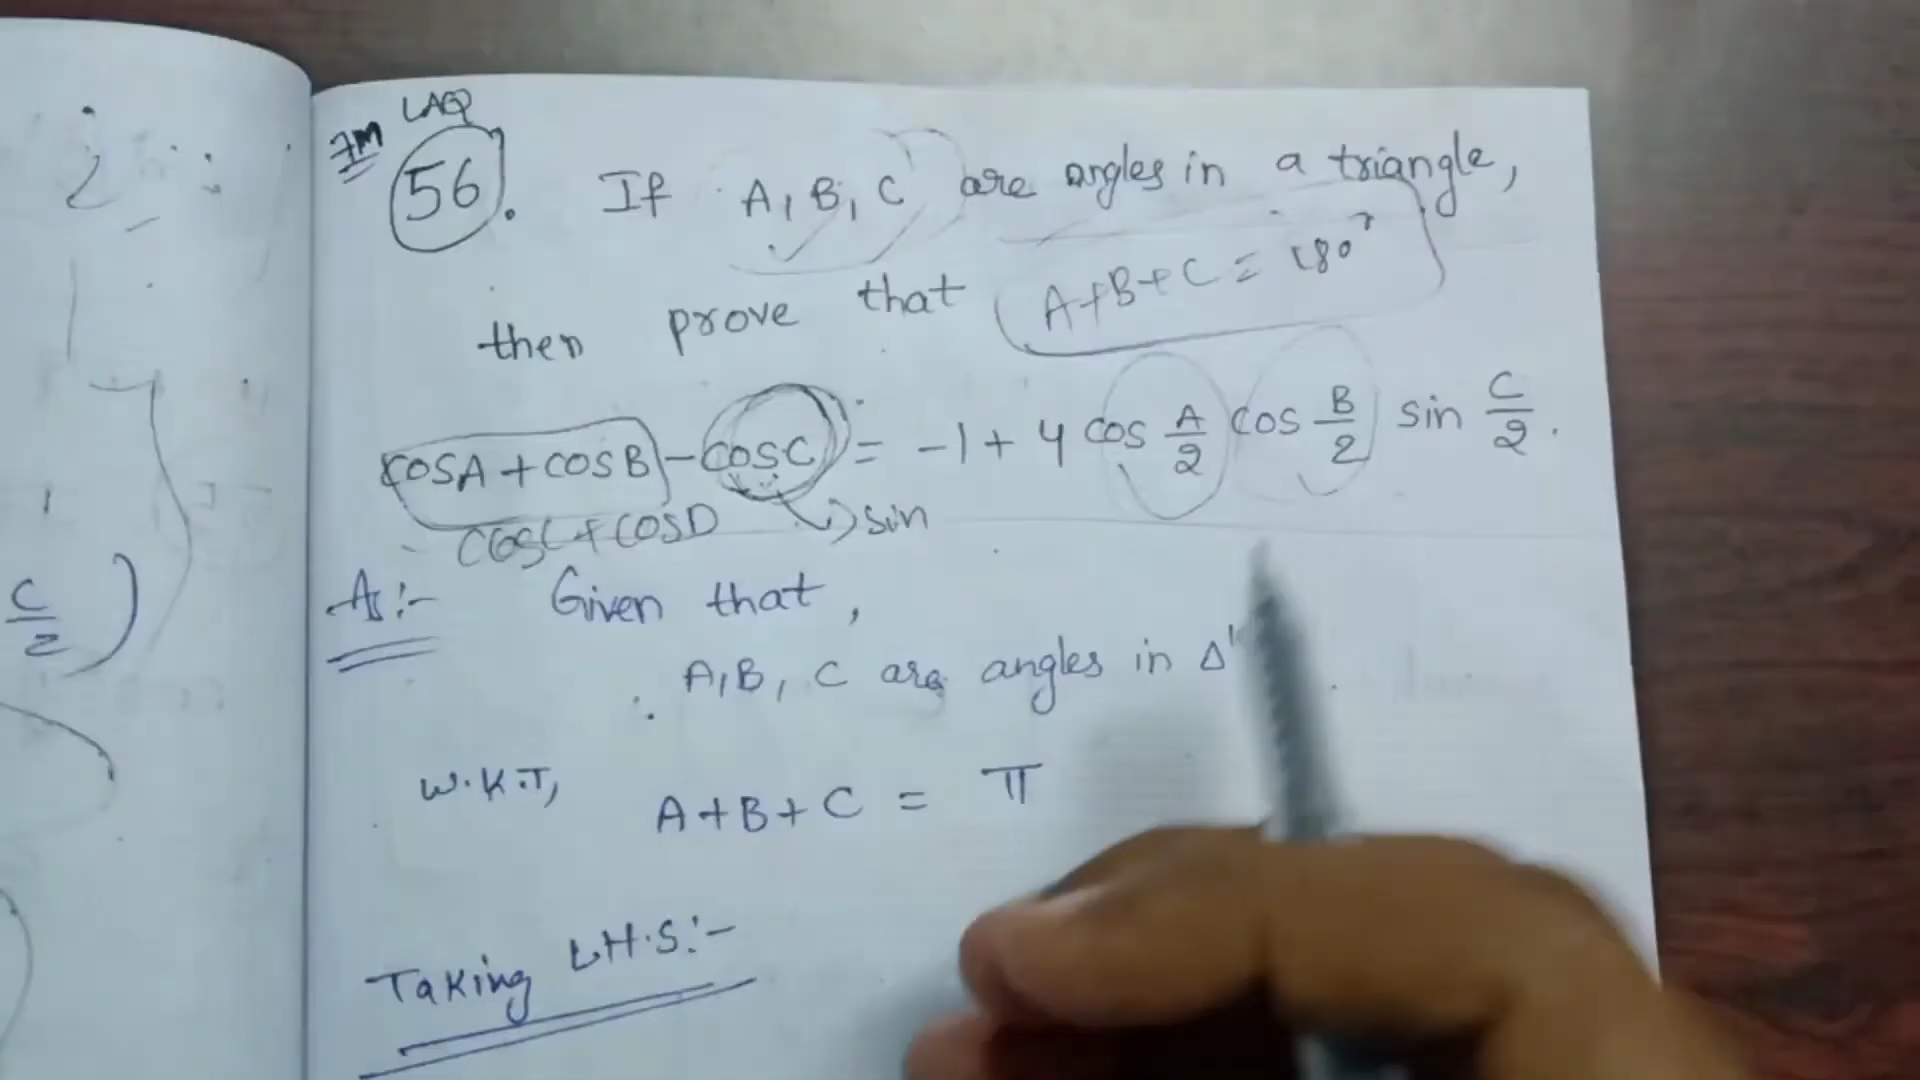 LAQ
7M
56. If A, B, C are angles in a triangle,
then prove that A+B+C = 180°
cosA + cosB - cosC = -1 + 4 cos A/2 cos B/2 sin C/2.
cosC + cosD → sin
A:- Given that,
∴ A, B, C are angles in Δ
W.K.T, A+B+C = π
Taking L.H.S:-
C/2 )